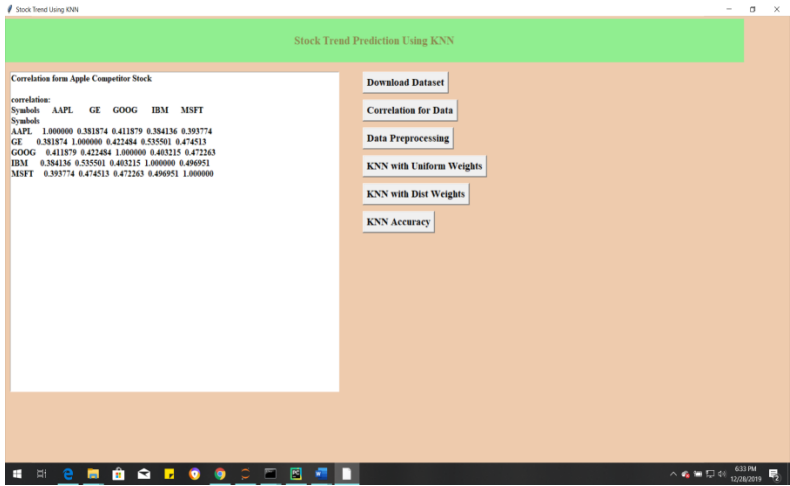 Stock Trend Using KNN
Stock Trend Prediction Using KNN
Correlation form Apple Competitor Stock
correlation:
Symbols AAPL GE GOOG IBM MSFT
Symbols
AAPL 1.000000 0.381874 0.411879 0.384136 0.393774
GE 0.381874 1.000000 0.422484 0.535501 0.474513
GOOG 0.411879 0.422484 1.000000 0.403215 0.472263
IBM 0.384136 0.535501 0.403215 1.000000 0.496951
MSFT 0.393774 0.474513 0.472263 0.496951 1.000000
Download Dataset
Correlation for Data
Data Preprocessing
KNN with Uniform Weights
KNN with Dist Weights
KNN Accuracy
6:33 PM
12/28/2019